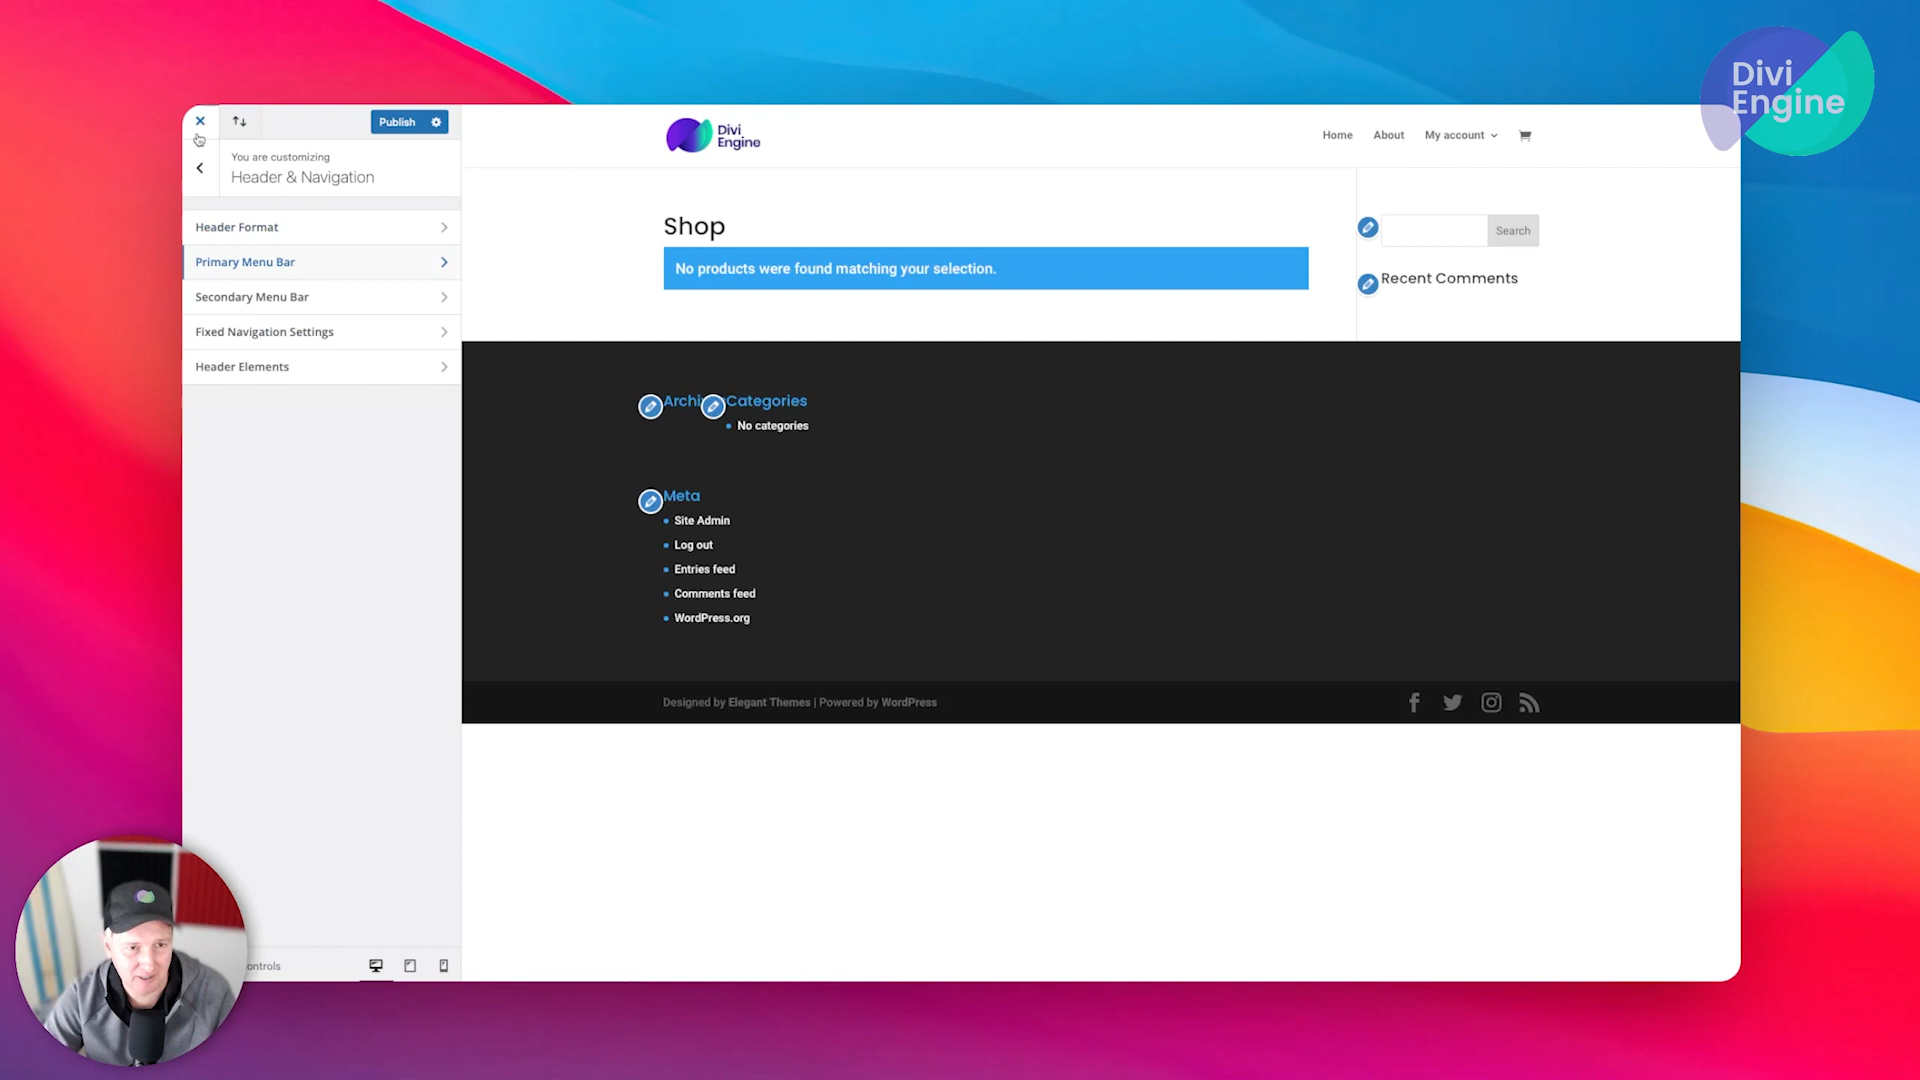 Divi
Engine
Publish
You are customizing
Header & Navigation
Header Format
Primary Menu Bar
Secondary Menu Bar
Fixed Navigation Settings
Header Elements
ontrols
Divi
Engine
Home
About
My account
Shop
No products were found matching your selection.
Search
Recent Comments
Archi
Categories
No categories
Meta
Site Admin
Log out
Entries feed
Comments feed
WordPress.org
Designed by Elegant Themes | Powered by WordPress